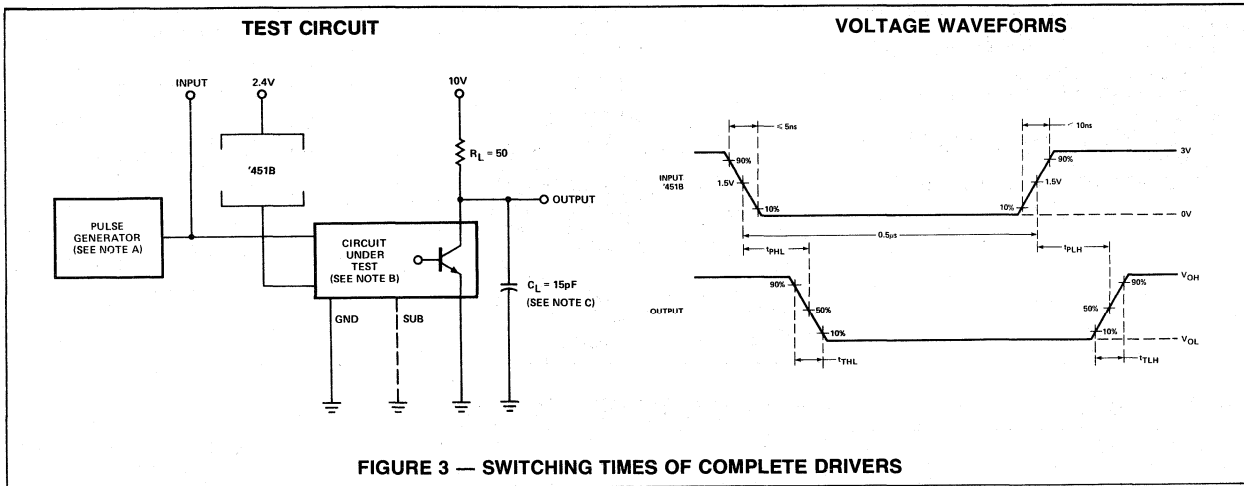 TEST CIRCUIT
INPUT
2.4V
10V
'451B
R_L = 50
OUTPUT
PULSE
GENERATOR
(SEE NOTE A)
CIRCUIT
UNDER
TEST
(SEE NOTE B)
C_L = 15pF
(SEE NOTE C)
GND
SUB
VOLTAGE WAVEFORMS
≤ 5ns
≤ 10ns
90%
90%
3V
INPUT
'451B
1.5V
1.5V
10%
10%
0V
0.5µs
t_PHL
t_PLH
90%
90%
V_OH
OUTPUT
50%
50%
10%
10%
V_OL
t_THL
t_TLH
FIGURE 3 — SWITCHING TIMES OF COMPLETE DRIVERS